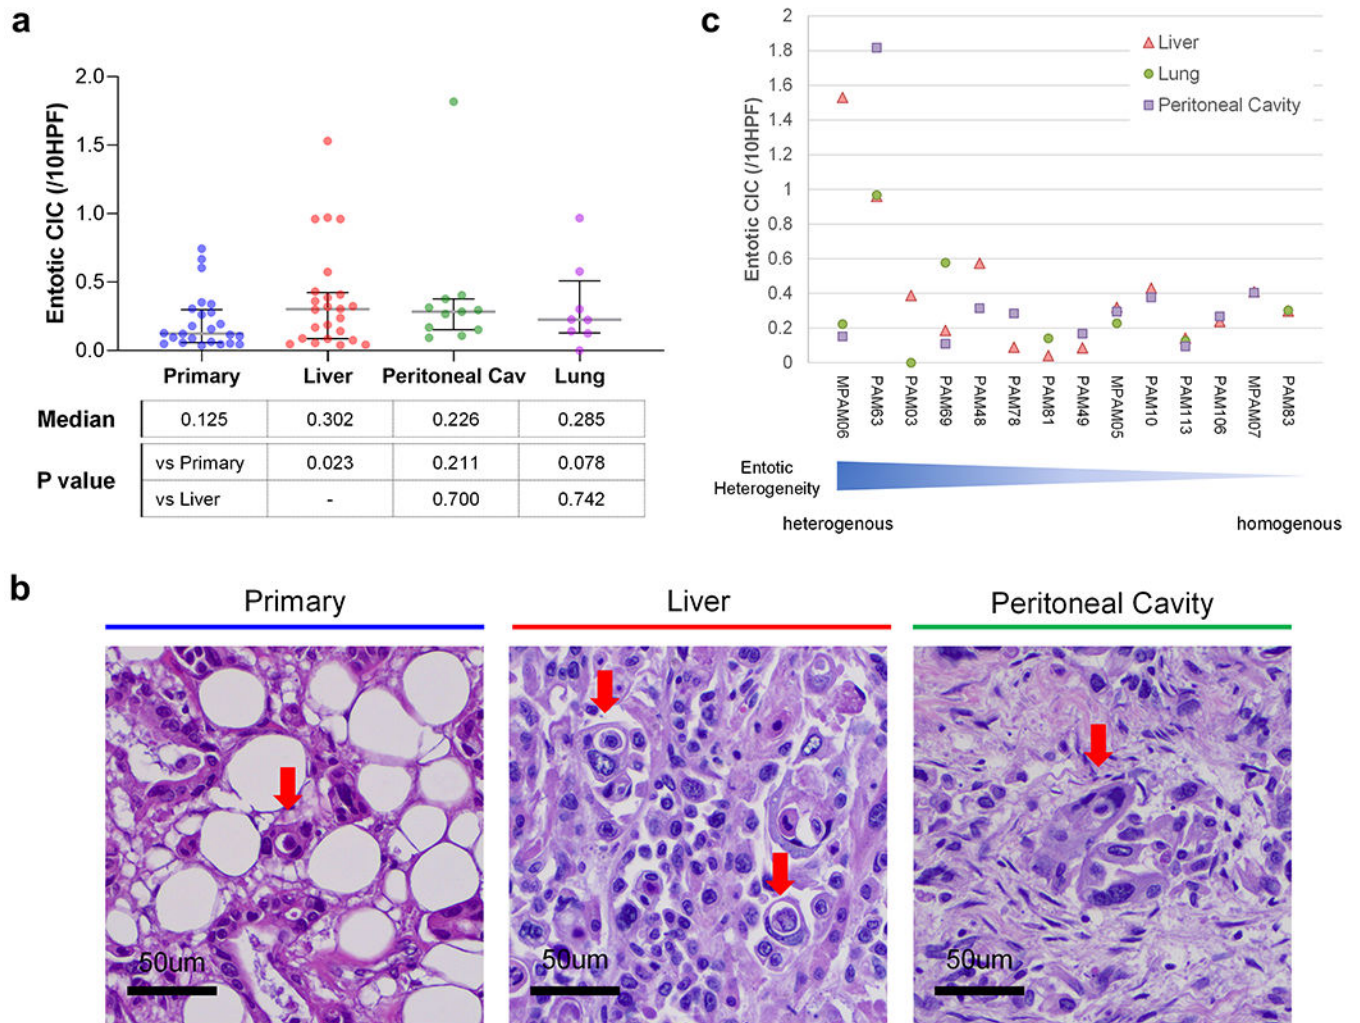 a
Entotic CIC (/10HPF)
2.0
1.5
1.0
0.5
0.0
Primary Liver Peritoneal Cav Lung
Median 0.125 0.302 0.226 0.285
P value
vs Primary 0.023 0.211 0.078
vs Liver - 0.700 0.742
c
Entotic CIC (/10HPF)
2
1.8
1.6
1.4
1.2
1
0.8
0.6
0.4
0.2
0
Liver
Lung
Peritoneal Cavity
MPAM06 PAM63 PAM03 PAM69 PAM48 PAM78 PAM81 PAM49 MPAM05 PAM10 PAM113 PAM106 MPAM07 PAM83
Entotic
Heterogeneity
heterogenous homogenous
b
Primary Liver Peritoneal Cavity
50um 50um 50um